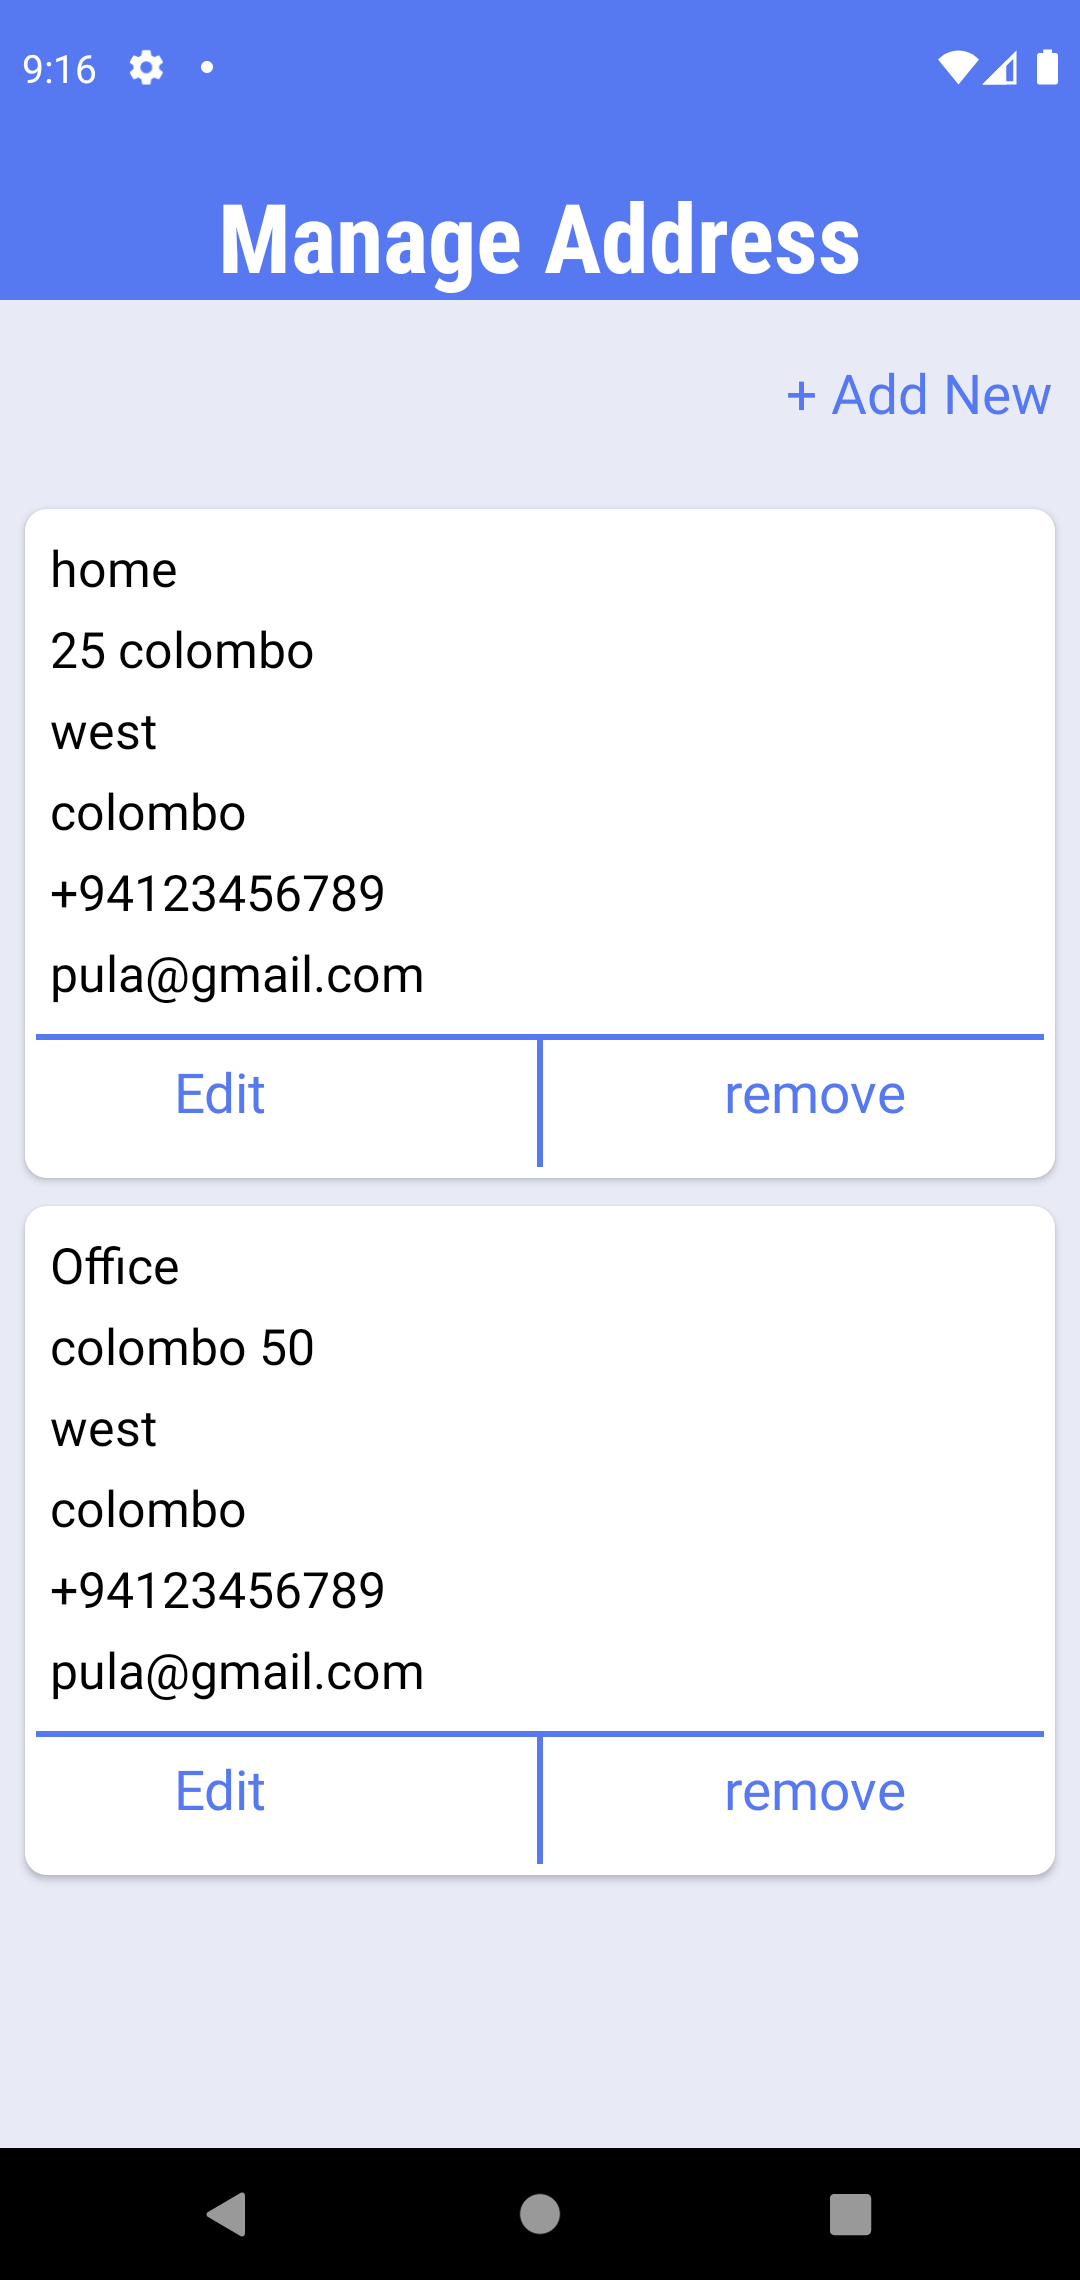 9:16
Manage Address
+ Add New
home
25 colombo
west
colombo
+94123456789
pula@gmail.com
Edit
remove
Office
colombo 50
west
colombo
+94123456789
pula@gmail.com
Edit
remove